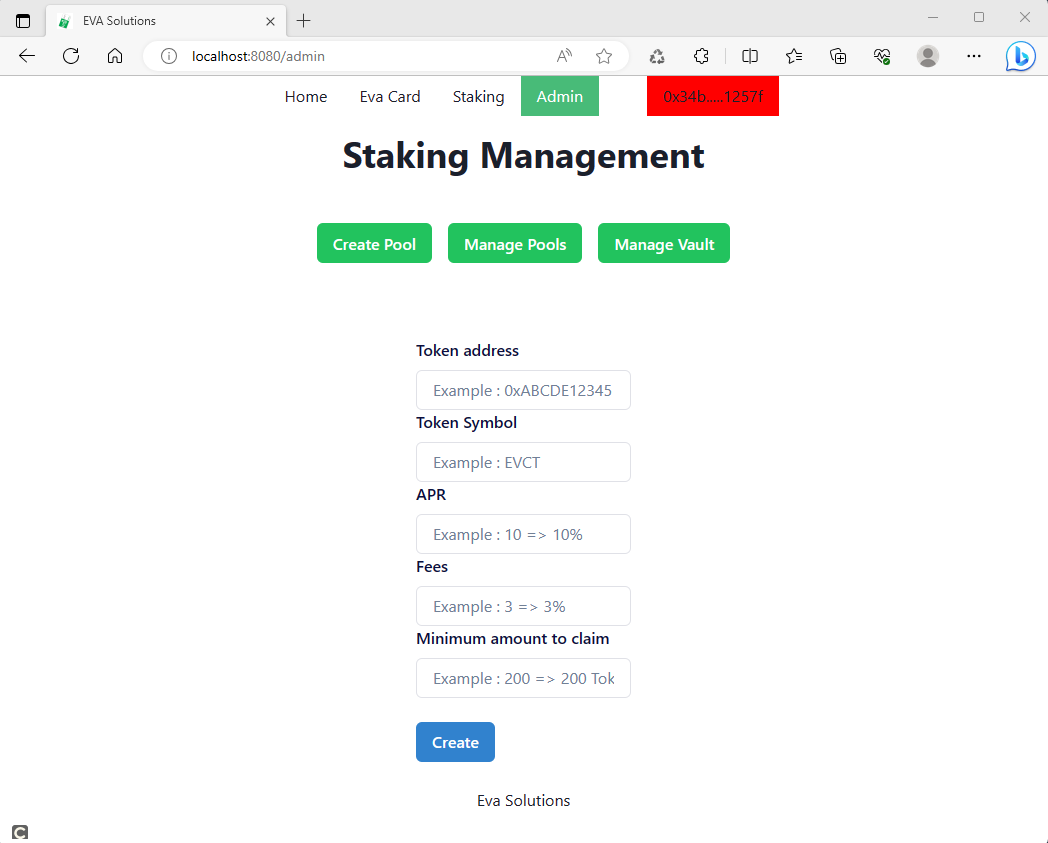 EVA Solutions
localhost:8080/admin
Home Eva Card Staking Admin 0x34b.....1257f
Staking Management
Create Pool Manage Pools Manage Vault
Token address
Example : 0xABCDE12345
Token Symbol
Example : EVCT
APR
Example : 10 => 10%
Fees
Example : 3 => 3%
Minimum amount to claim
Example : 200 => 200 Tok
Create
Eva Solutions